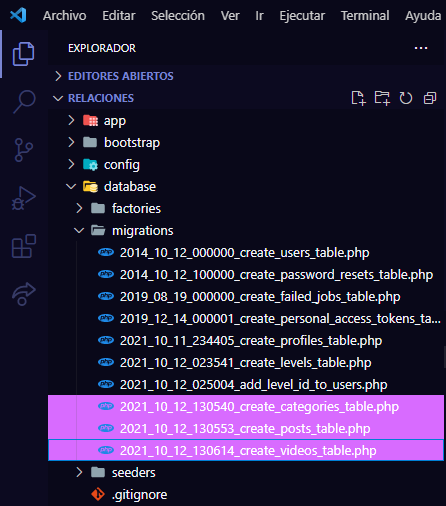 Archivo Editar Selección Ver Ir Ejecutar Terminal Ayuda
EXPLORADOR
EDITORES ABIERTOS
RELACIONES
app
bootstrap
config
database
factories
migrations
2014_10_12_000000_create_users_table.php
2014_10_12_100000_create_password_resets_table.php
2019_08_19_000000_create_failed_jobs_table.php
2019_12_14_000001_create_personal_access_tokens_ta...
2021_10_11_234405_create_profiles_table.php
2021_10_12_023541_create_levels_table.php
2021_10_12_025004_add_level_id_to_users.php
2021_10_12_130540_create_categories_table.php
2021_10_12_130553_create_posts_table.php
2021_10_12_130614_create_videos_table.php
seeders
.gitignore